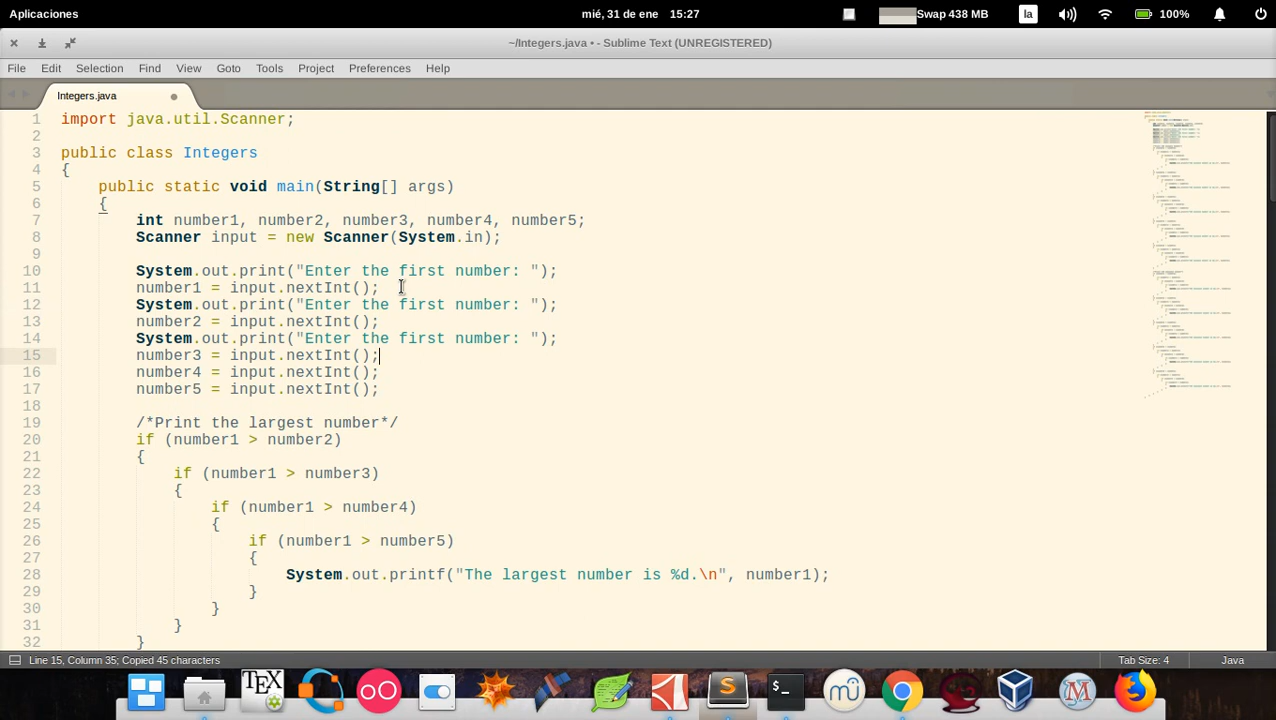 Aplicaciones
mié, 31 de ene 15:27
Swap 438 MB
la
100%
~/Integers.java • - Sublime Text (UNREGISTERED)
File Edit Selection Find View Goto Tools Project Preferences Help
Integers.java
1 import java.util.Scanner;
2
3 public class Integers
4 {
5 public static void main(String[] args)
6 {
7 int number1, number2, number3, number4, number5;
8 Scanner input = new Scanner(System.in);
9
10 System.out.print("Enter the first number: ");
11 number1 = input.nextInt();
12 System.out.print("Enter the first number: ");
13 number2 = input.nextInt();
14 System.out.print("Enter the first number: ");
15 number3 = input.nextInt();
16 number4 = input.nextInt();
17 number5 = input.nextInt();
18
19 /*Print the largest number*/
20 if (number1 > number2)
21 {
22 if (number1 > number3)
23 {
24 if (number1 > number4)
25 {
26 if (number1 > number5)
27 {
28 System.out.printf("The largest number is %d.\n", number1);
29 }
30 }
31 }
32 }
Line 15, Column 35; Copied 45 characters
Tab Size: 4
Java
TEX
S
>_
mu
M